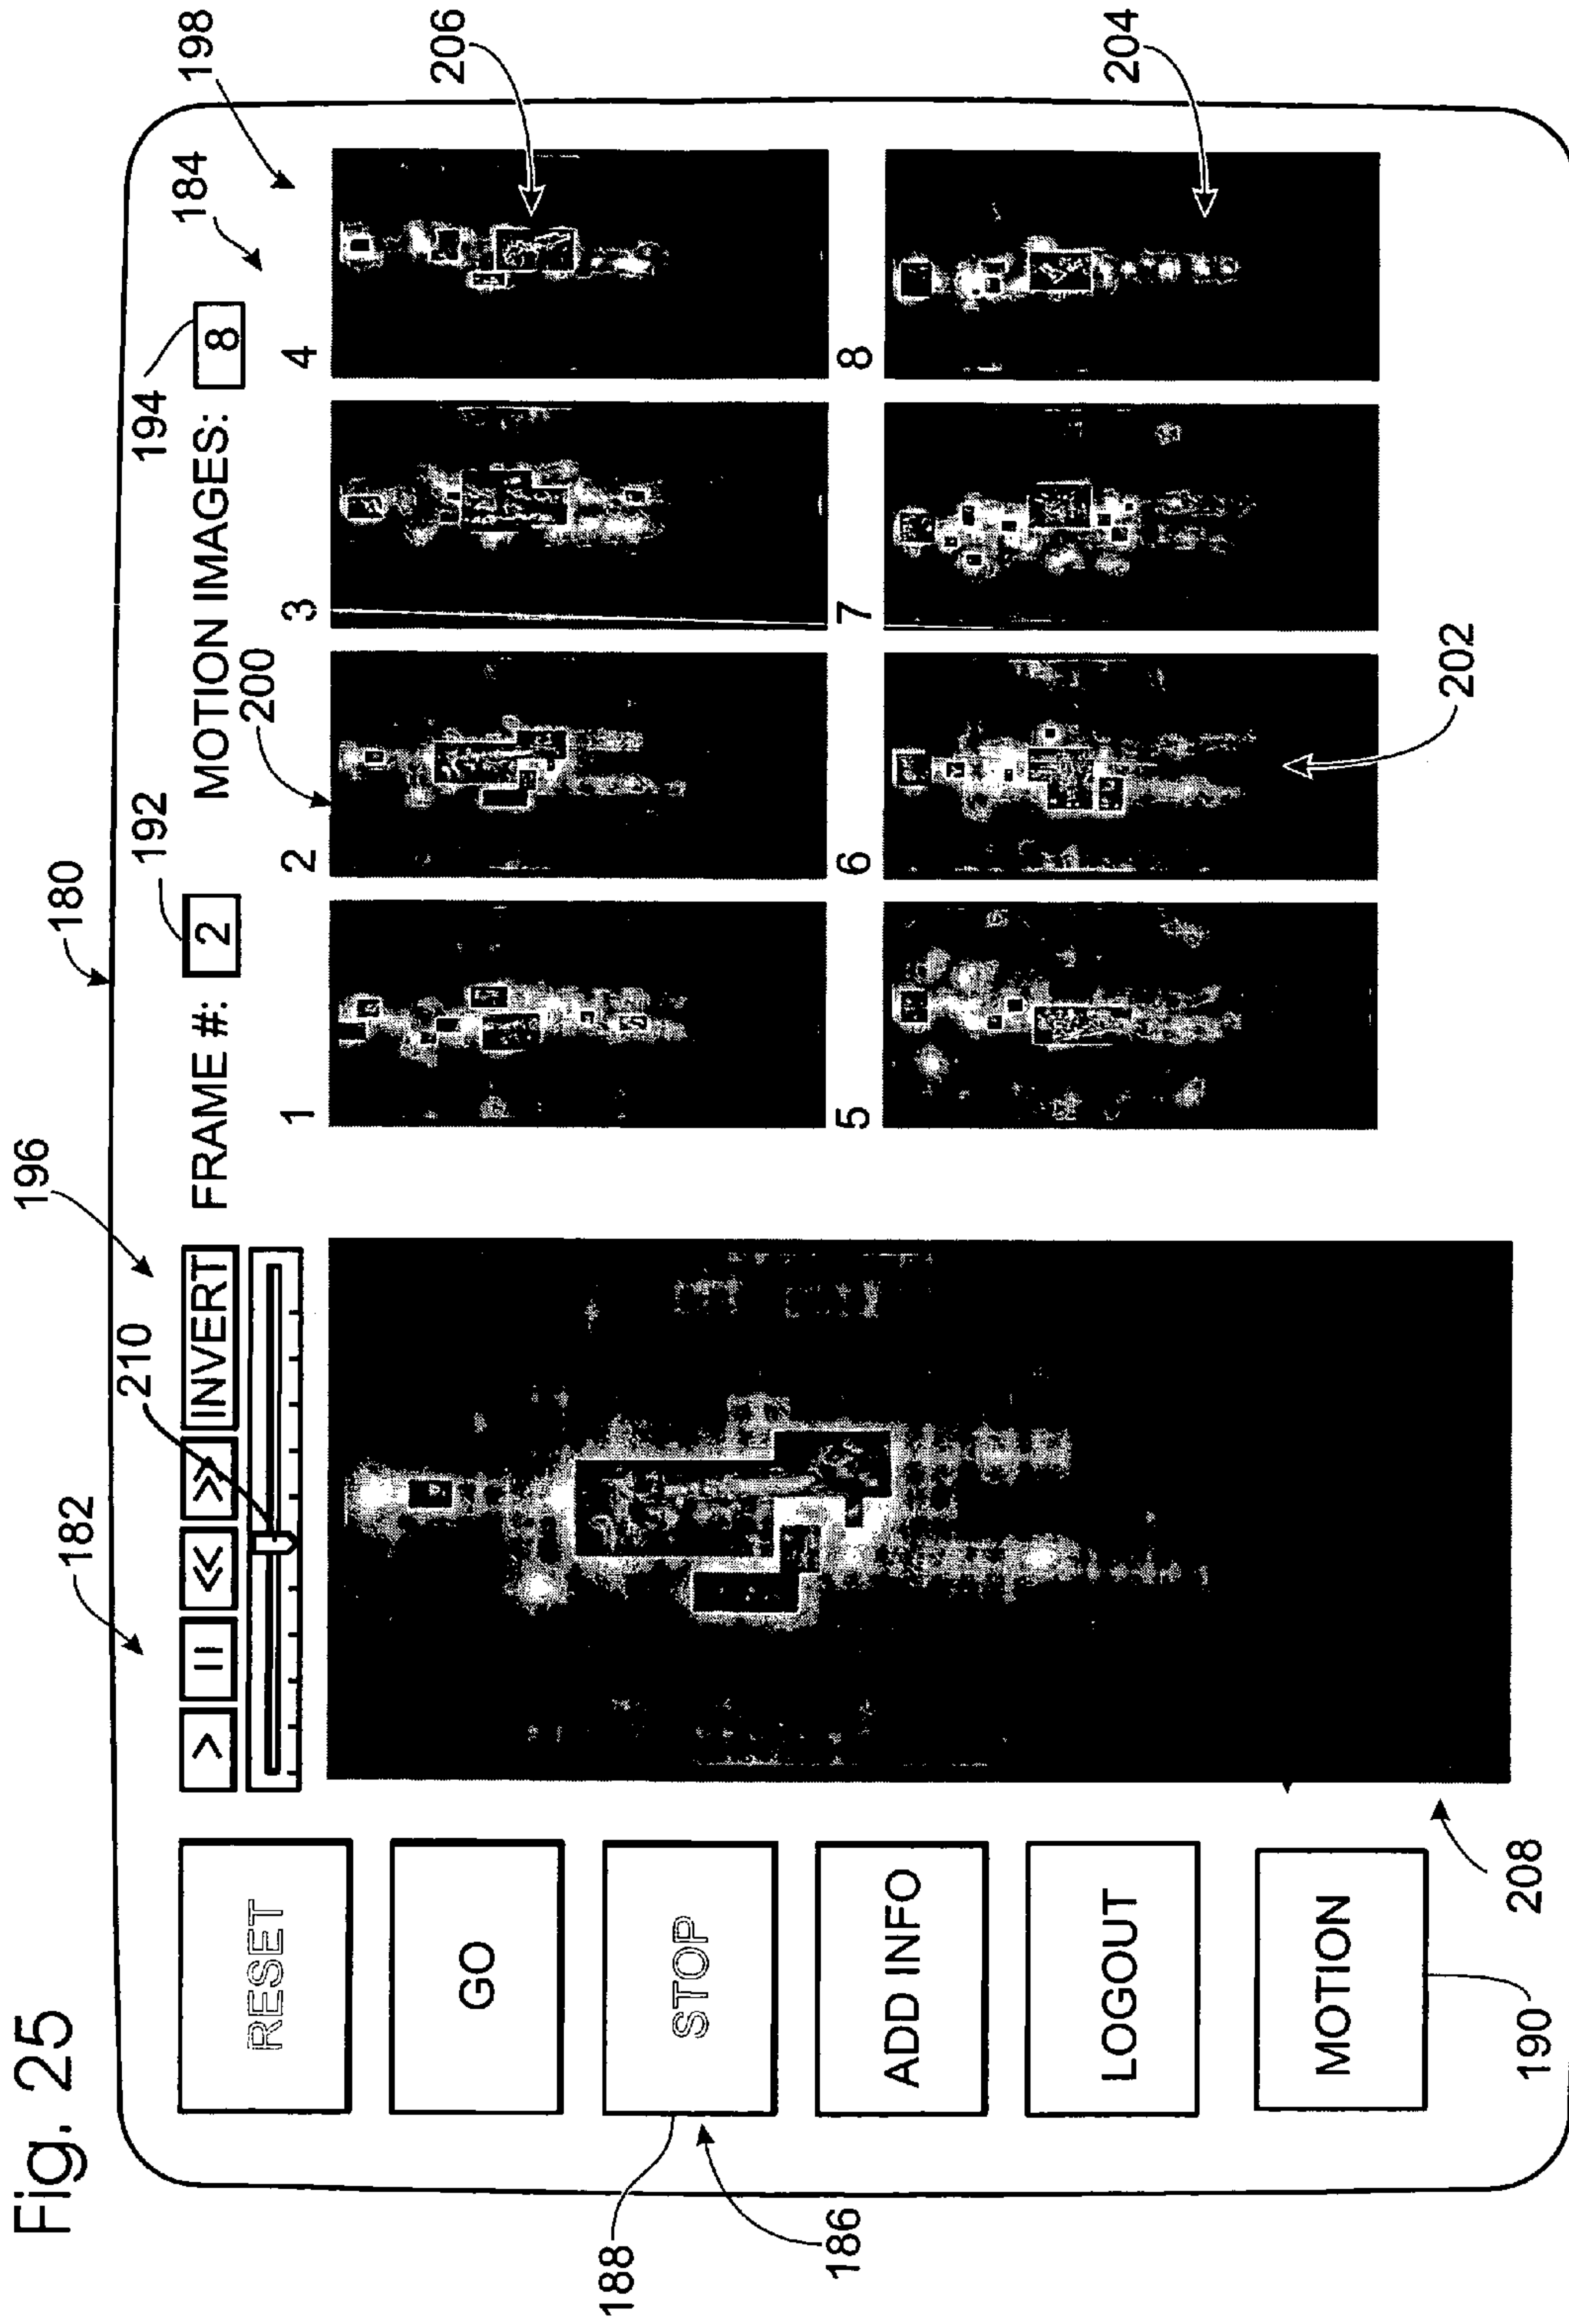 Fig. 25
180
182
210
196
192
194
184
198
> II << >> INVERT
FRAME #: 2
MOTION IMAGES: 8
200
RESET
GO
188
STOP
186
ADD INFO
LOGOUT
MOTION
190
208
1
2
3
4
206
5
6
7
8
204
202